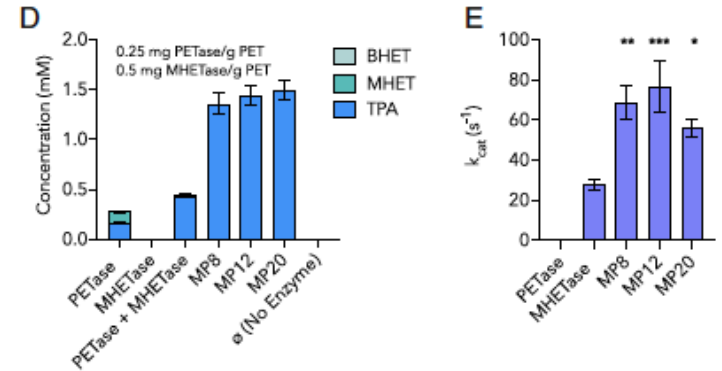 D
2.0
1.5
1.0
0.5
0.0
Concentration (mM)
0.25 mg PETase/g PET
0.5 mg MHETase/g PET
BHET
MHET
TPA
PETase
MHETase
PETase + MHETase
MP8
MP12
MP20
ø (No Enzyme)
E
100
80
60
40
20
0
kcat (s⁻¹)
**
***
*
PETase
MHETase
MP8
MP12
MP20